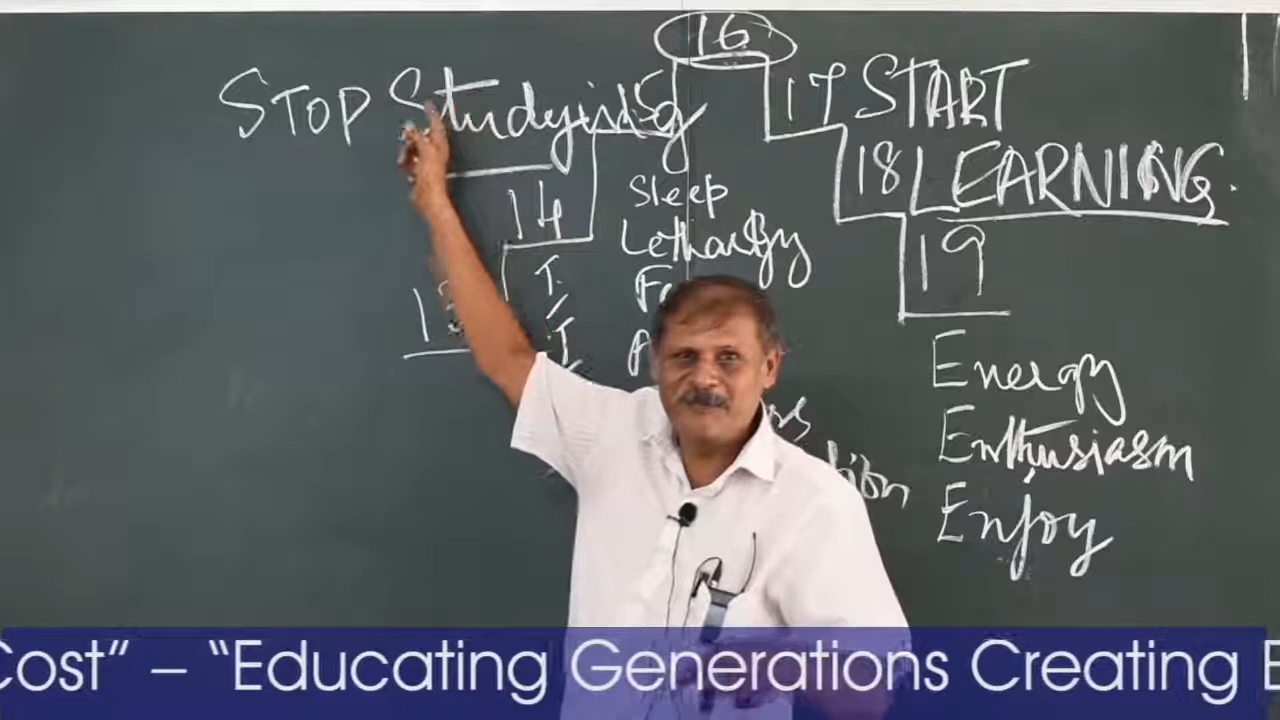 16
STOP Studying 15 17 START
18 LEARNING.
14 Sleep
19
Lethargy
T
13
T
Energy
Enthusiasm
Enjoy
Cost” – “Educating Generations Creating